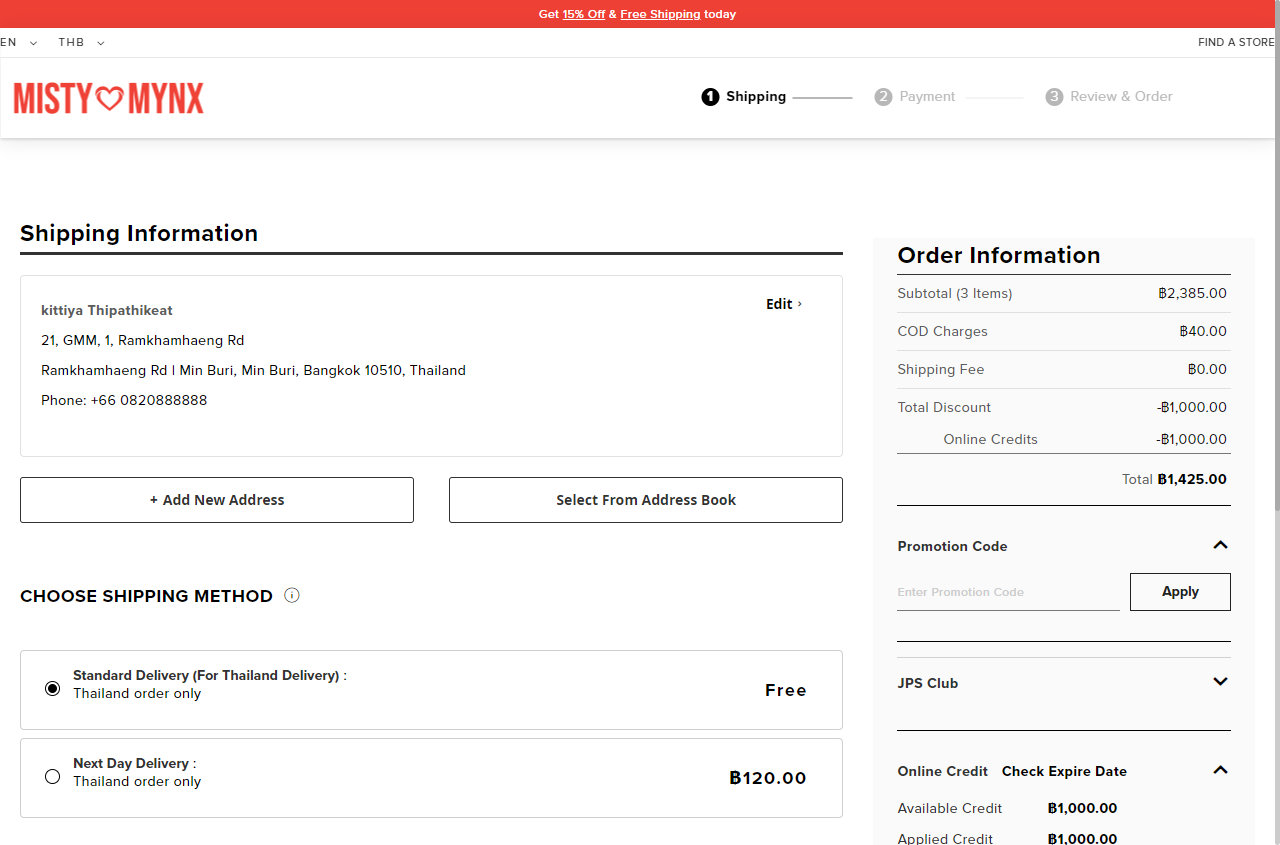 Get 15% Off & Free Shipping today
EN THB FIND A STORE
MISTY MYNX
1 Shipping 2 Payment 3 Review & Order
Shipping Information
kittiya Thipathikeat
Edit ›
21, GMM, 1, Ramkhamhaeng Rd
Ramkhamhaeng Rd | Min Buri, Min Buri, Bangkok 10510, Thailand
Phone: +66 0820888888
+ Add New Address
Select From Address Book
CHOOSE SHIPPING METHOD
Standard Delivery (For Thailand Delivery) :
Thailand order only
Free
Next Day Delivery :
Thailand order only
฿120.00
Order Information
Subtotal (3 Items) ฿2,385.00
COD Charges ฿40.00
Shipping Fee ฿0.00
Total Discount -฿1,000.00
Online Credits -฿1,000.00
Total ฿1,425.00
Promotion Code
Enter Promotion Code
Apply
JPS Club
Online Credit Check Expire Date
Available Credit ฿1,000.00
Applied Credit ฿1,000.00